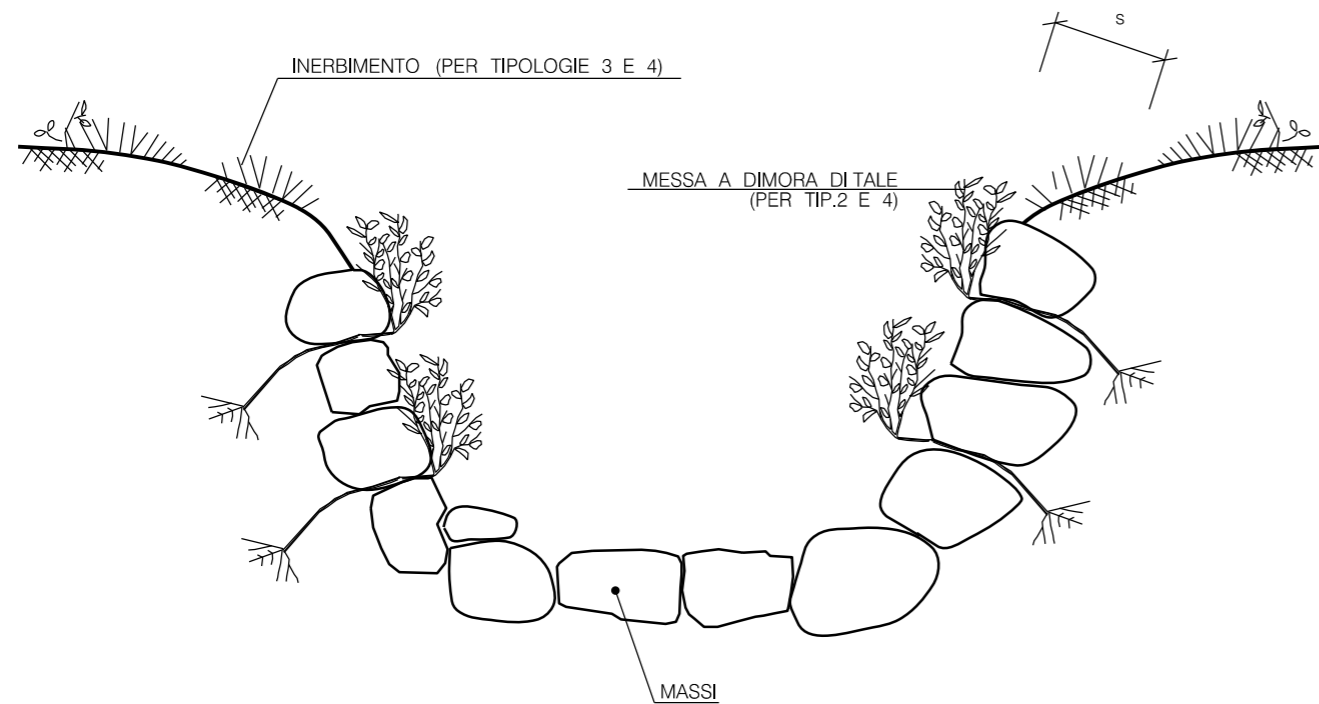 S
INERBIMENTO (PER TIPOLOGIE 3 E 4)
MESSA A DIMORA DI TALE
(PER TIP.2 E 4)
MASSI